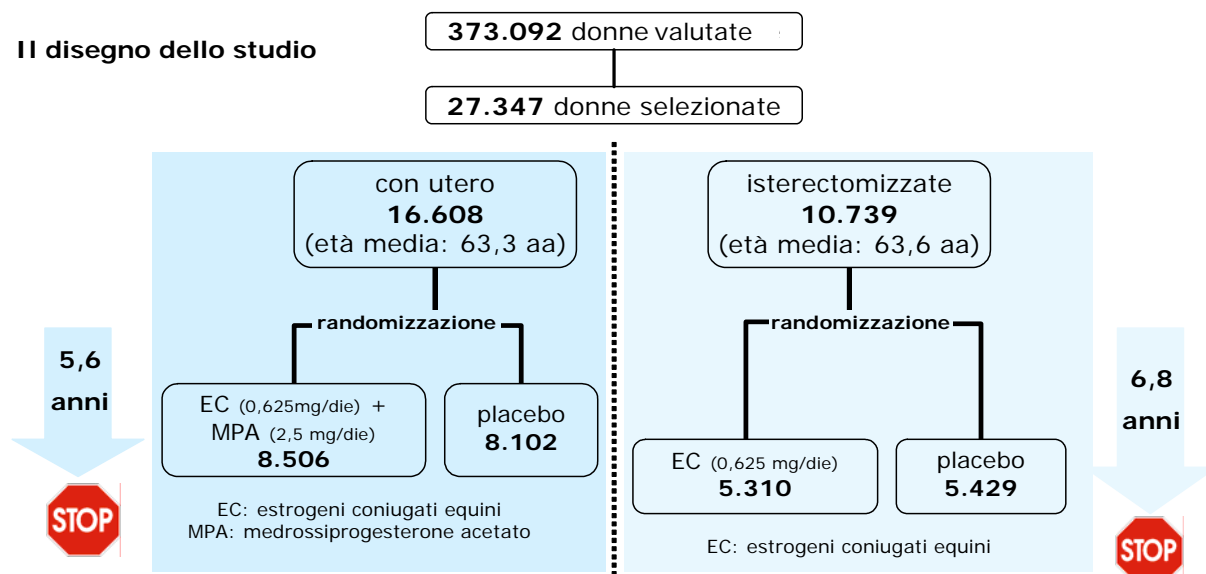 Il disegno dello studio
373.092 donne valutate
27.347 donne selezionate
con utero
16.608
(età media: 63,3 aa)
randomizzazione
EC (0,625mg/die) +
MPA (2,5 mg/die)
8.506
placebo
8.102
EC: estrogeni coniugati equini
MPA: medrossiprogesterone acetato
5,6
anni
STOP
isterectomizzate
10.739
(età media: 63,6 aa)
randomizzazione
EC (0,625 mg/die)
5.310
placebo
5.429
EC: estrogeni coniugati equini
6,8
anni
STOP